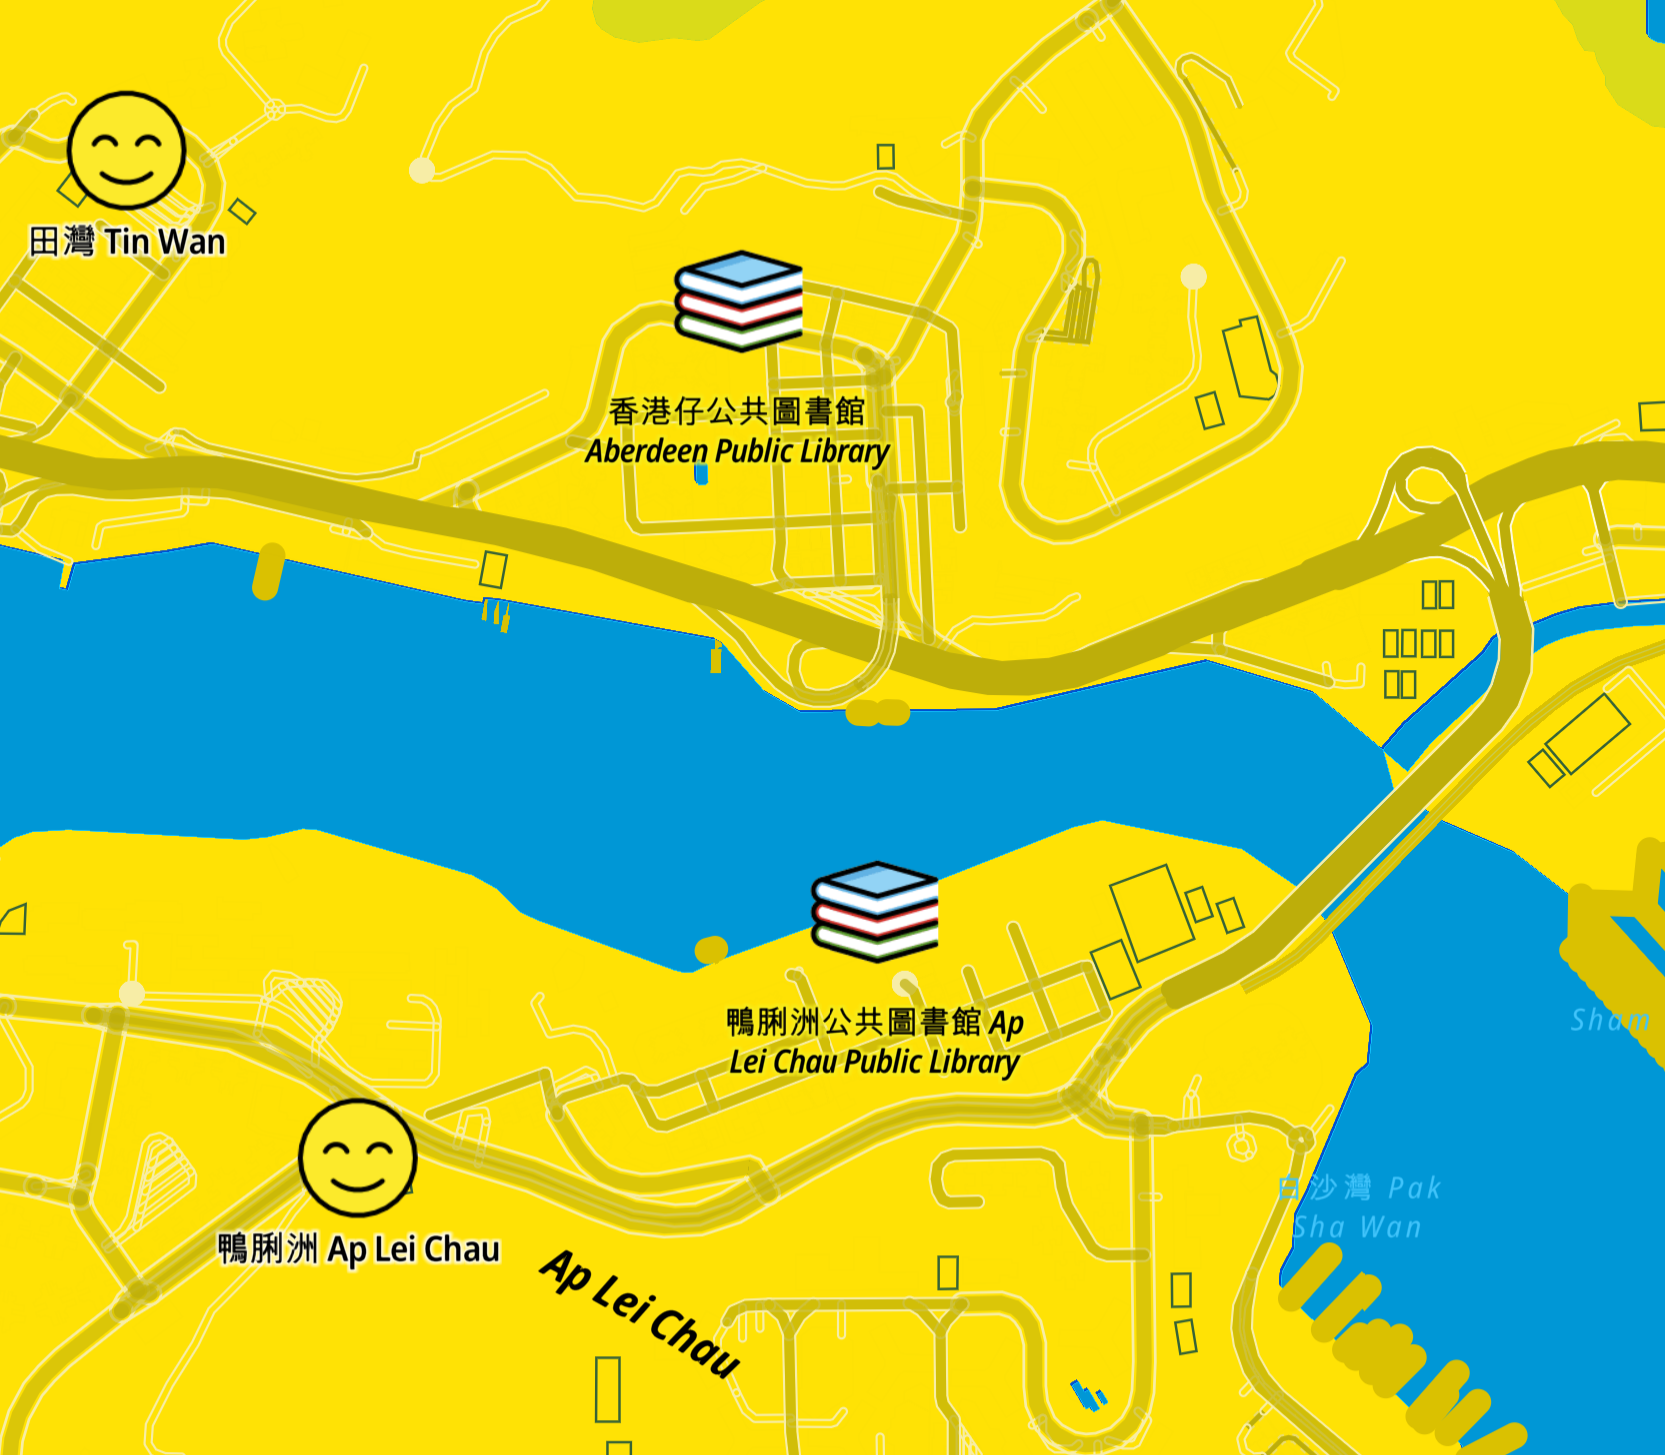 田灣 Tin Wan
香港仔公共圖書館
Aberdeen Public Library
鴨脷洲公共圖書館 Ap
Lei Chau Public Library
Sham
白沙灣 Pak
Sha Wan
鴨脷洲 Ap Lei Chau
Ap Lei Chau